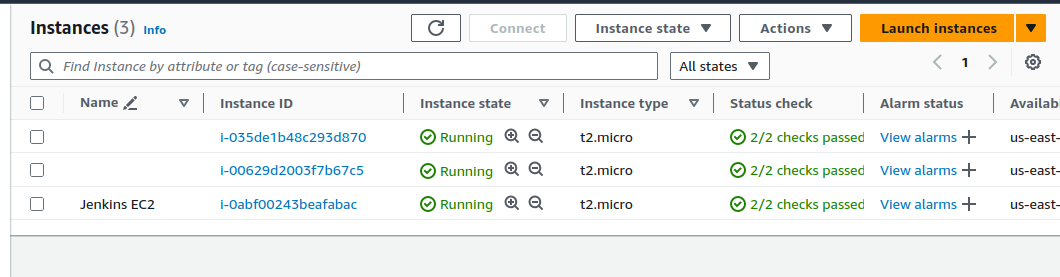 Instances (3) Info Connect Instance state Actions Launch instances
Find Instance by attribute or tag (case-sensitive) All states 1
Name Instance ID Instance state Instance type Status check Alarm status Availab
i-035de1b48c293d870 Running t2.micro 2/2 checks passed View alarms us-east-
i-00629d2003f7b67c5 Running t2.micro 2/2 checks passed View alarms us-east-
Jenkins EC2 i-0abf00243beafabac Running t2.micro 2/2 checks passed View alarms us-east-